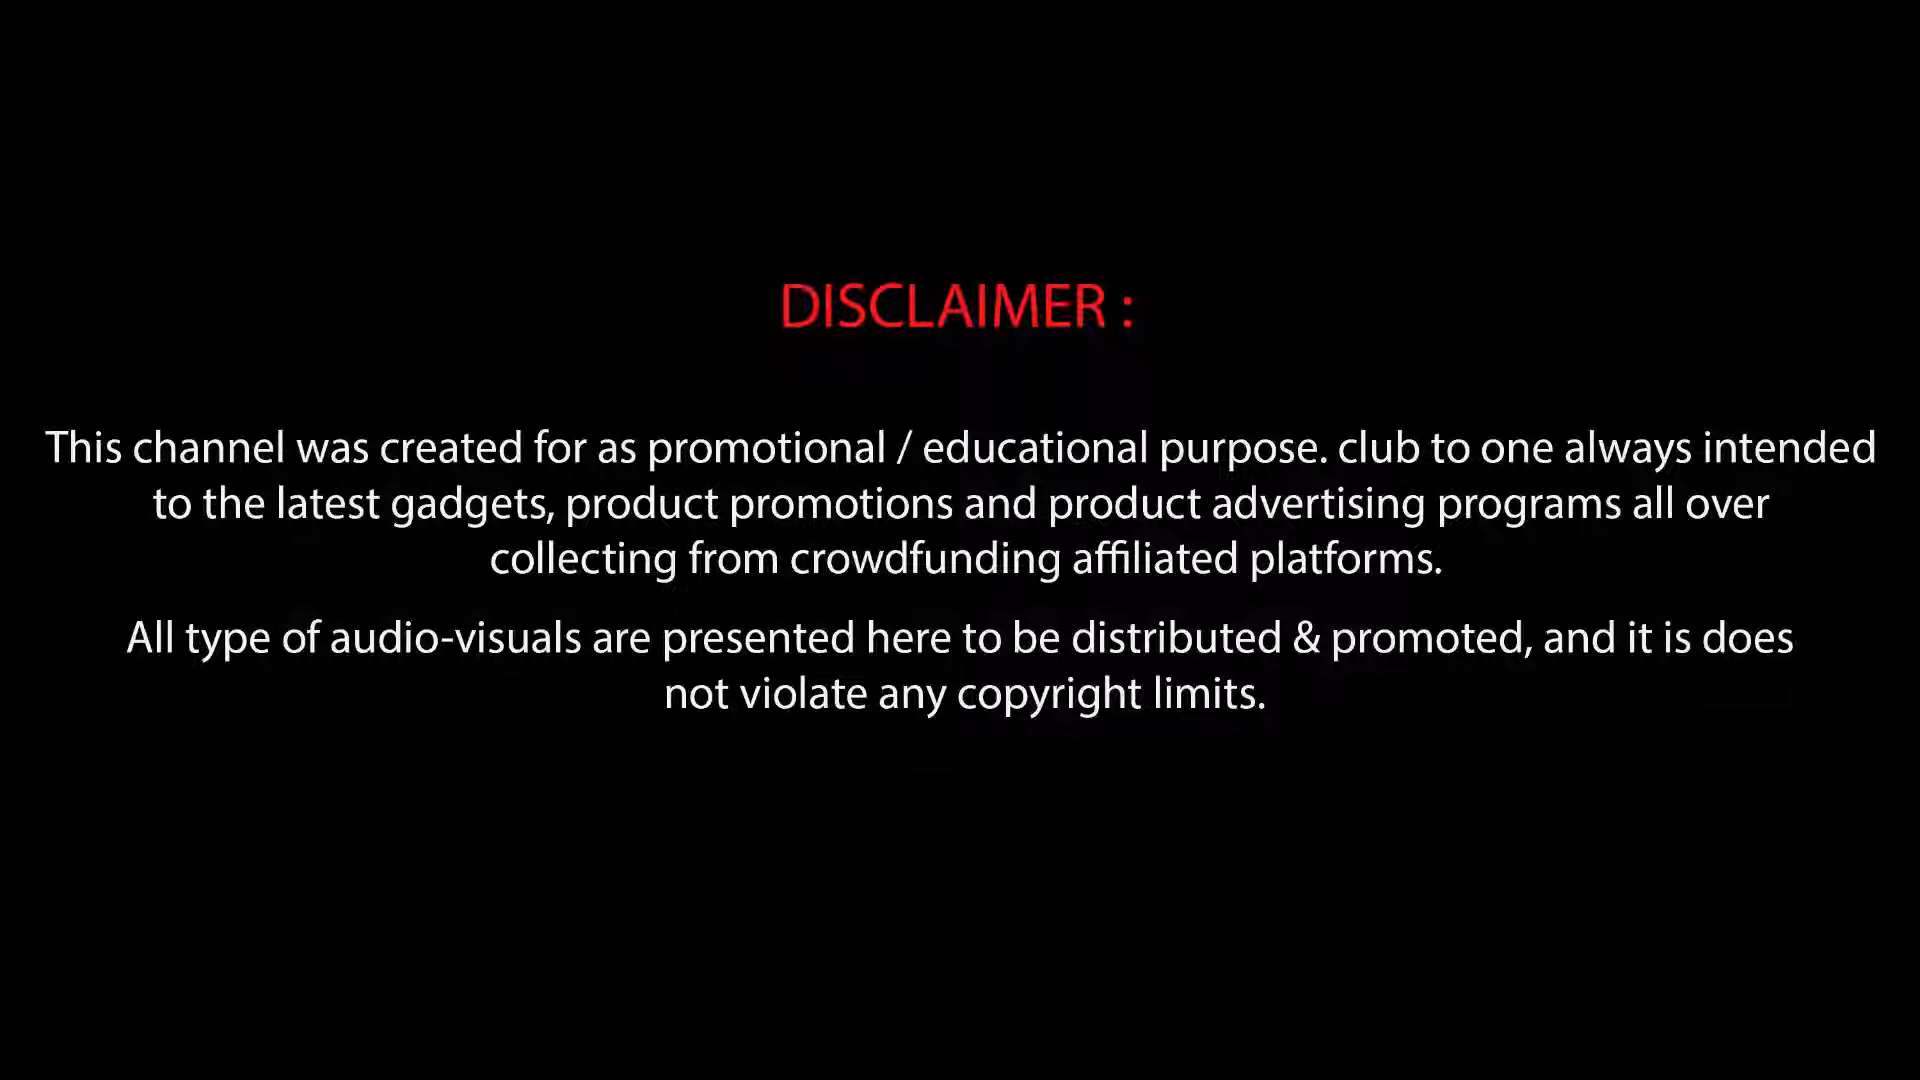 DISCLAIMER :
This channel was created for as promotional / educational purpose. club to one always intended
to the latest gadgets, product promotions and product advertising programs all over
collecting from crowdfunding affiliated platforms.
All type of audio-visuals are presented here to be distributed & promoted, and it is does
not violate any copyright limits.